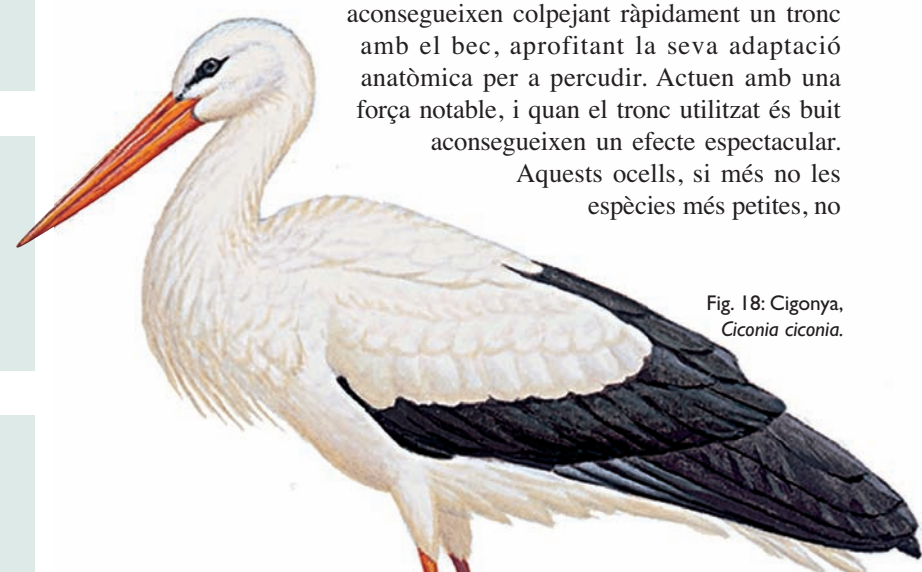 aconsegueixen colpejant ràpidament un tronc
amb el bec, aprofitant la seva adaptació
anatòmica per a percudir. Actuen amb una
força notable, i quan el tronc utilitzat és buit
aconsegueixen un efecte espectacular.
Aquests ocells, si més no les
espècies més petites, no
Fig. 18: Cigonya,
Ciconia ciconia.